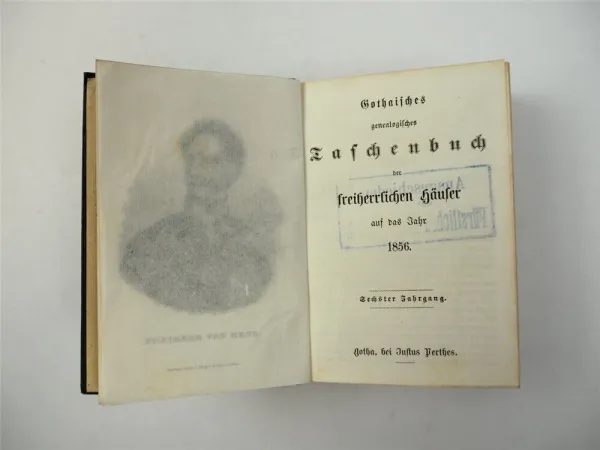 Gothaisches
genealogisches
Taschenbuch
der
freiherrlichen Häuser
auf das Jahr
1856.
Sechster Jahrgang.
Gotha, bei Justus Perthes.